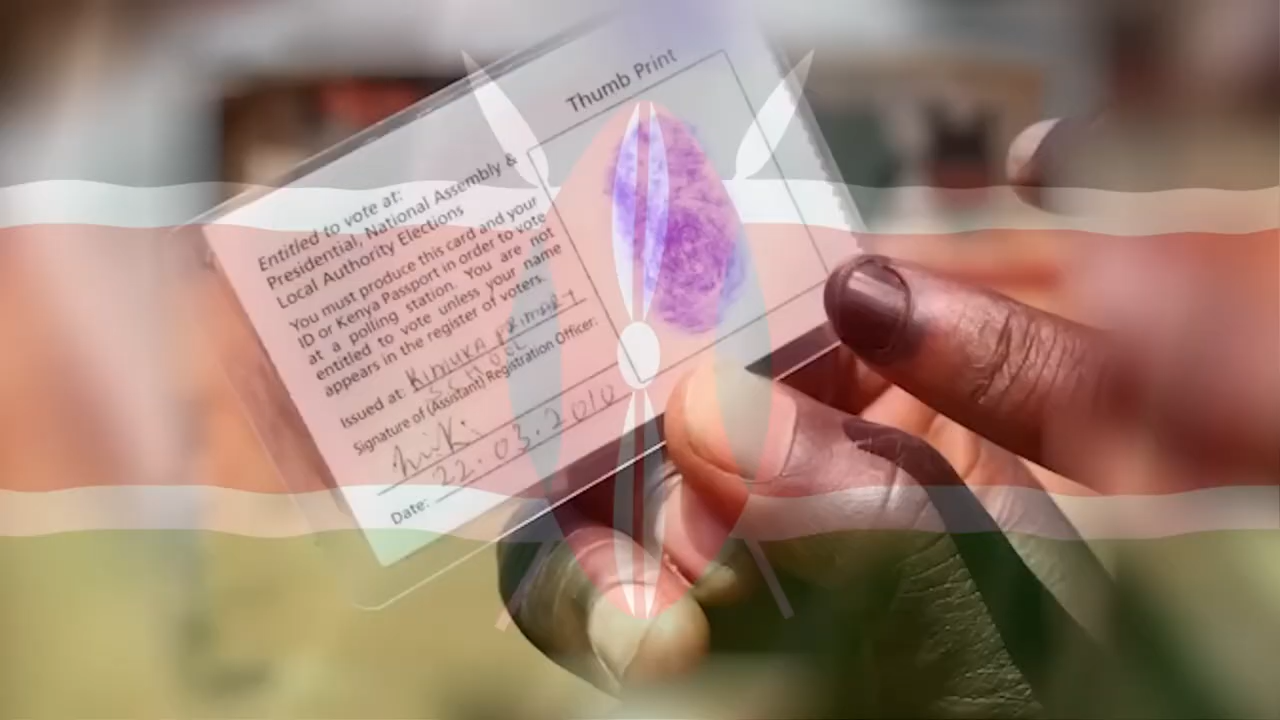 Thumb Print
Entitled to vote at:
Presidential, National Assembly &
Local Authority Elections
You must produce this card and your
ID or Kenya Passport in order to vote
at a polling station. You are not
entitled to vote unless your name
appears in the register of voters.
Issued at: PRIMARY
SCHOOL
Signature of (Assistant) Registration Officer:
Date: 22.03.2010